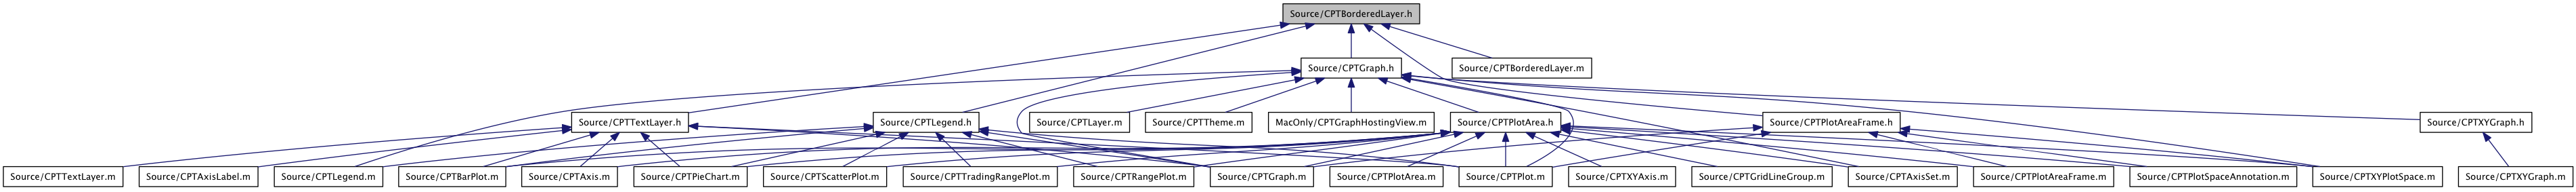 Source/CPTBorderedLayer.h
Source/CPTGraph.h
Source/CPTBorderedLayer.m
Source/CPTTextLayer.h
Source/CPTLegend.h
Source/CPTLayer.m
Source/CPTTheme.m
MacOnly/CPTGraphHostingView.m
Source/CPTPlotArea.h
Source/CPTPlotAreaFrame.h
Source/CPTXYGraph.h
Source/CPTTextLayer.m
Source/CPTAxisLabel.m
Source/CPTLegend.m
Source/CPTBarPlot.m
Source/CPTAxis.m
Source/CPTPieChart.m
Source/CPTScatterPlot.m
Source/CPTTradingRangePlot.m
Source/CPTRangePlot.m
Source/CPTGraph.m
Source/CPTPlotArea.m
Source/CPTPlot.m
Source/CPTXYAxis.m
Source/CPTGridLineGroup.m
Source/CPTAxisSet.m
Source/CPTPlotAreaFrame.m
Source/CPTPlotSpaceAnnotation.m
Source/CPTXYPlotSpace.m
Source/CPTXYGraph.m